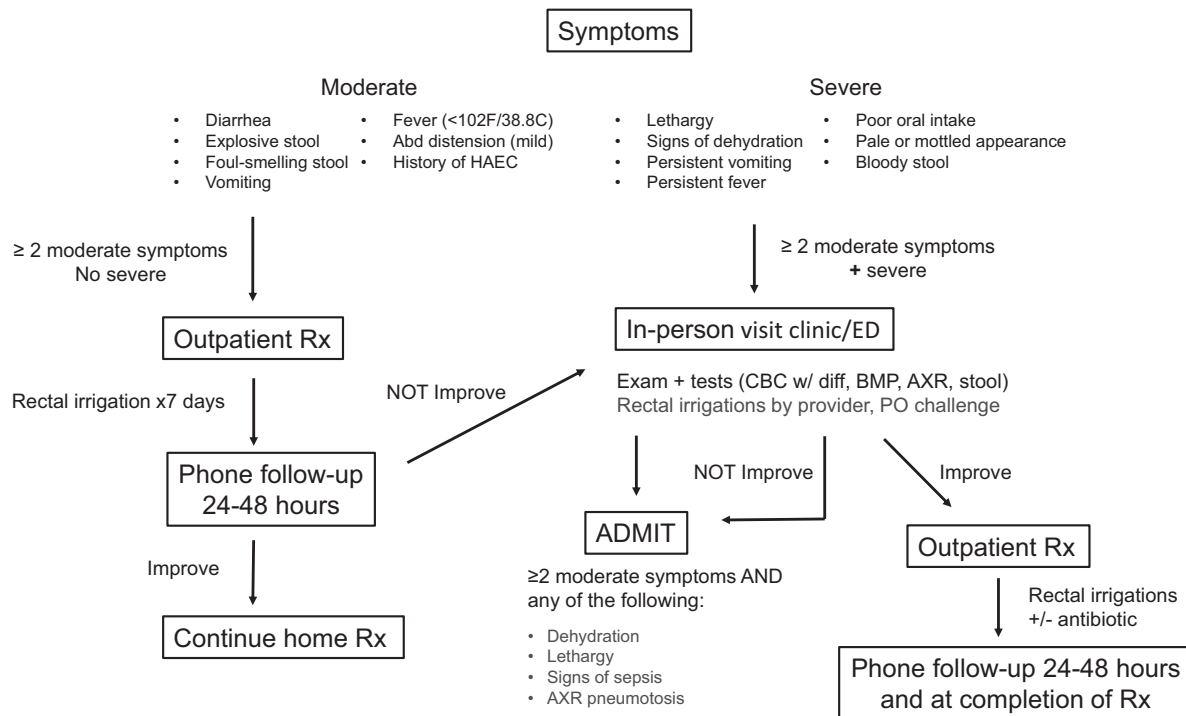 Symptoms
Moderate
• Diarrhea
• Explosive stool
• Foul-smelling stool
• Vomiting
• Fever (<102F/38.8C)
• Abd distension (mild)
• History of HAEC
Severe
• Lethargy
• Signs of dehydration
• Persistent vomiting
• Persistent fever
• Poor oral intake
• Pale or mottled appearance
• Bloody stool
≥ 2 moderate symptoms
No severe
≥ 2 moderate symptoms
+ severe
Outpatient Rx
In-person visit clinic/ED
Rectal irrigation x7 days
NOT Improve
Exam + tests (CBC w/ diff, BMP, AXR, stool)
Rectal irrigations by provider, PO challenge
Phone follow-up
24-48 hours
NOT Improve
Improve
Improve
ADMIT
Outpatient Rx
≥2 moderate symptoms AND
any of the following:
• Dehydration
• Lethargy
• Signs of sepsis
• AXR pneumotosis
Rectal irrigations
+/- antibiotic
Continue home Rx
Phone follow-up 24-48 hours
and at completion of Rx